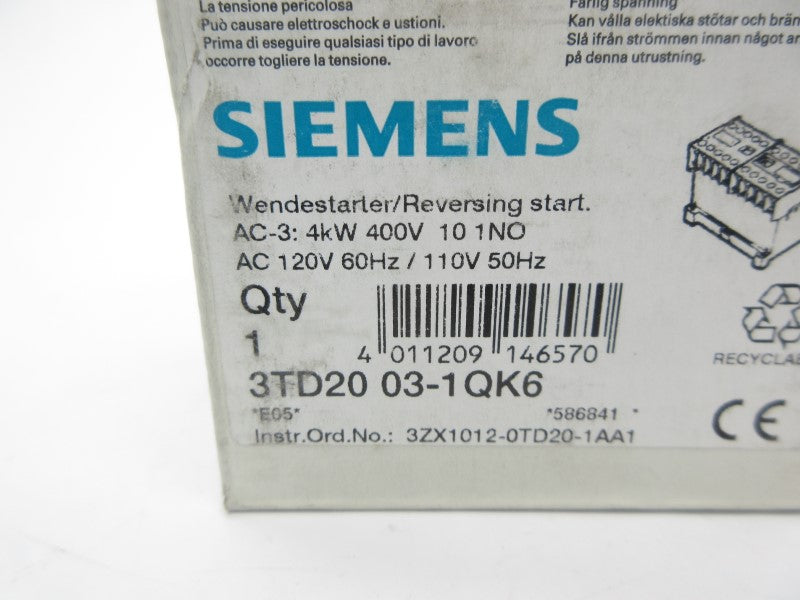 La tensione pericolosa
Può causare elettroschock e ustioni.
Prima di eseguire qualsiasi tipo di lavoro
occorre togliere la tensione.
Farlig spänning
Kan vålla elektiska stötar och
Slå ifrån strömmen innan något
på denna utrustning.
SIEMENS
Wendestarter/Reversing start.
AC-3: 4kW 400V 10 1NO
AC 120V 60Hz / 110V 50Hz
Qty
1
4 011209 146570
3TD20 03-1QK6
*E05* *586841 *
Instr.Ord.No.: 3ZX1012-0TD20-1AA1
CE